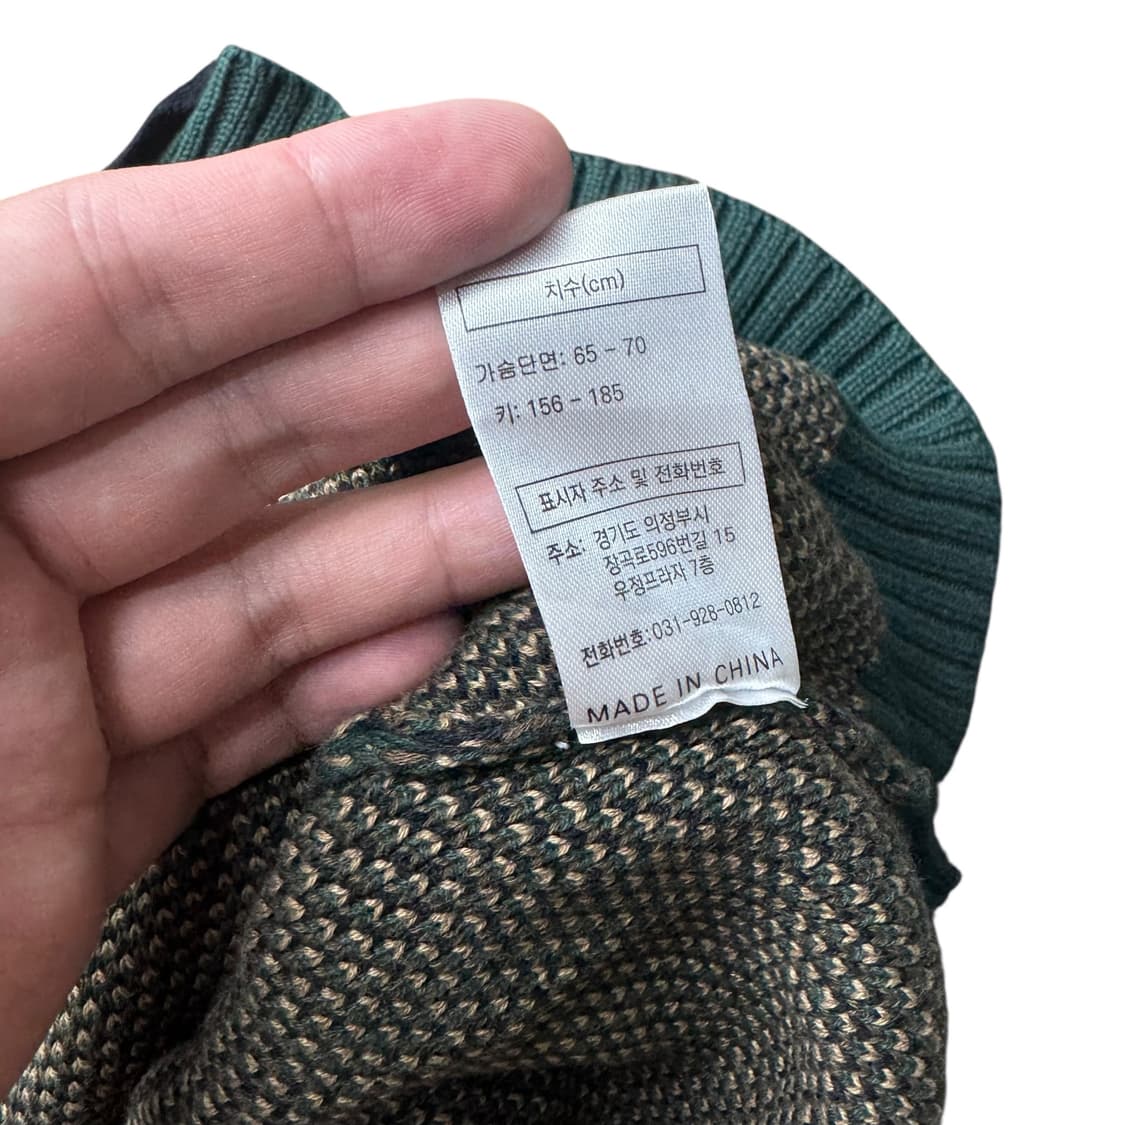 치수(cm)
가슴단면: 65 - 70
키: 156 - 185
표시자 주소 및 전화번호
주소: 경기도 의정부시
장곡로596번길 15
우정프라자 7층
전화번호:031-928-0812
MADE IN CHINA